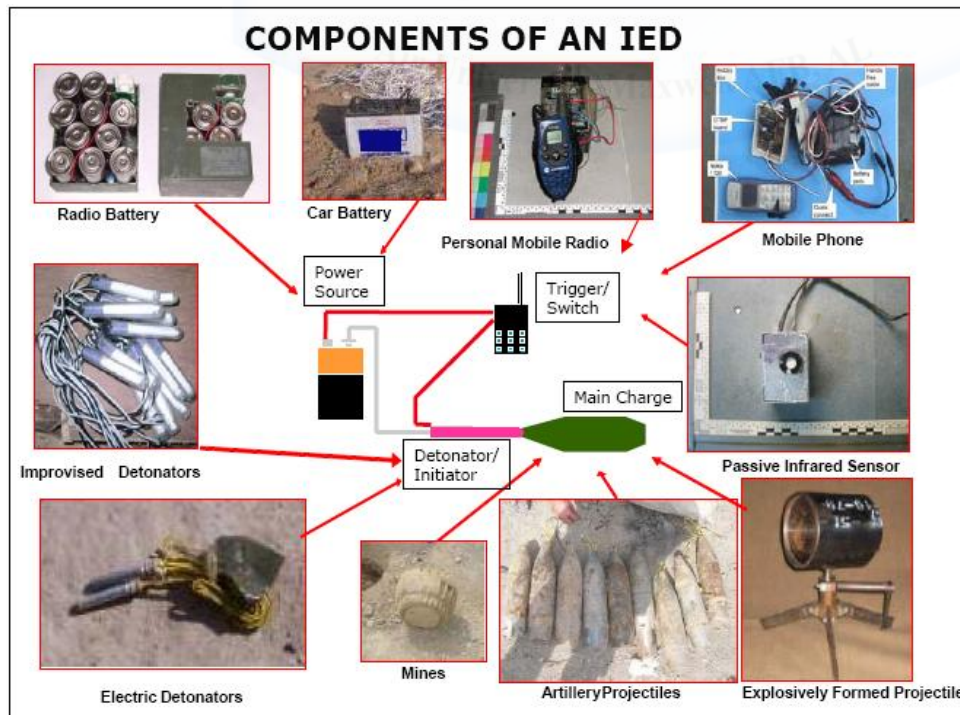 COMPONENTS OF AN IED
Radio Battery
Car Battery
Personal Mobile Radio
Mobile Phone
Power
Source
Trigger/
Switch
Main Charge
Improvised Detonators
Detonator/
Initiator
Passive Infrared Sensor
Electric Detonators
Mines
ArtilleryProjectiles
Explosively Formed Projectile